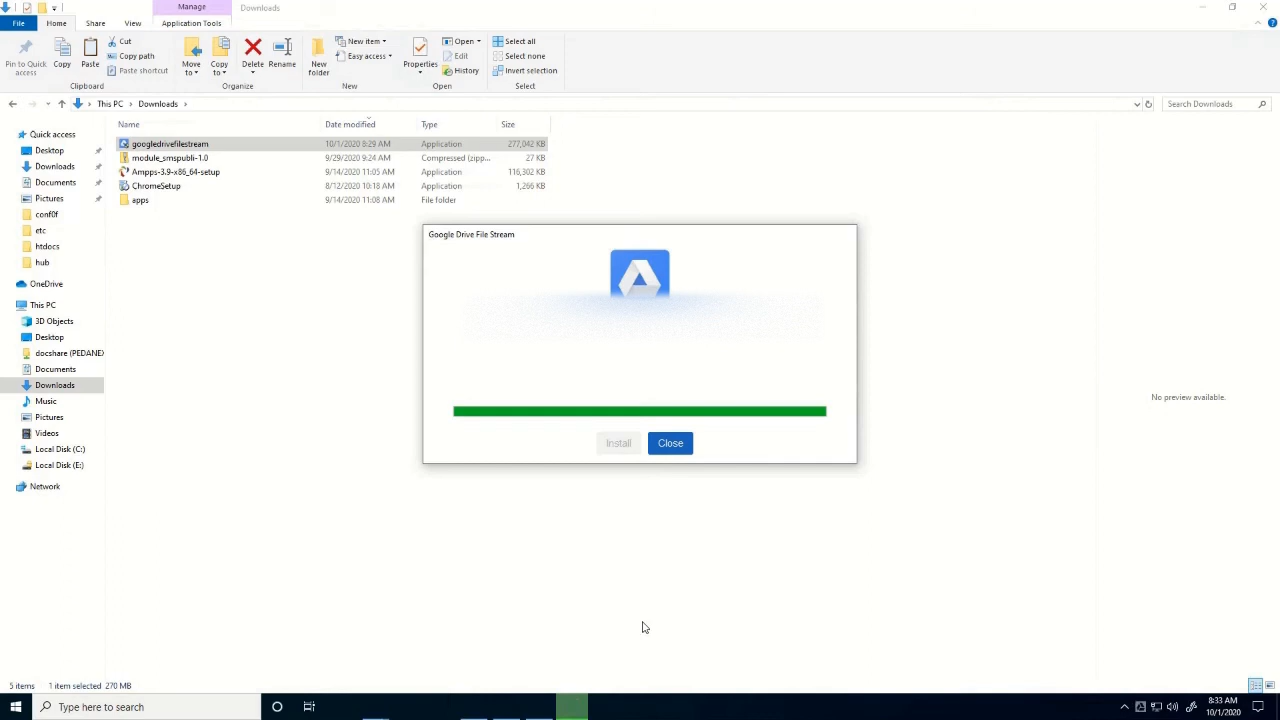 Manage
Downloads
File
Home
Share
View
Application Tools
Pin to Quick
access
Copy
Paste
Cut
Copy path
Paste shortcut
Clipboard
Move
to
Copy
to
Delete
Rename
Organize
New
folder
New item
Easy access
New
Properties
Open
Edit
History
Open
Select all
Select none
Invert selection
Select
This PC
Downloads
Search Downloads
Name
Date modified
Type
Size
googledrivefilestream 10/1/2020 8:29 AM Application 277,042 KB
module_smspubli-1.0 9/29/2020 9:24 AM Compressed (zipp... 27 KB
Ampps-3.9-x86_64-setup 9/14/2020 11:05 AM Application 116,302 KB
ChromeSetup 8/12/2020 10:18 AM Application 1,266 KB
apps 9/14/2020 11:08 AM File folder
Quick access
Desktop
Downloads
Documents
Pictures
conf0f
etc
htdocs
hub
OneDrive
This PC
3D Objects
Desktop
docshare (PEDANEX
Documents
Downloads
Music
Pictures
Videos
Local Disk (C:)
Local Disk (E:)
Network
Google Drive File Stream
Install
Close
No preview available.
5 items
1 item selected 270 MB
Type here to search
8:33 AM
10/1/2020